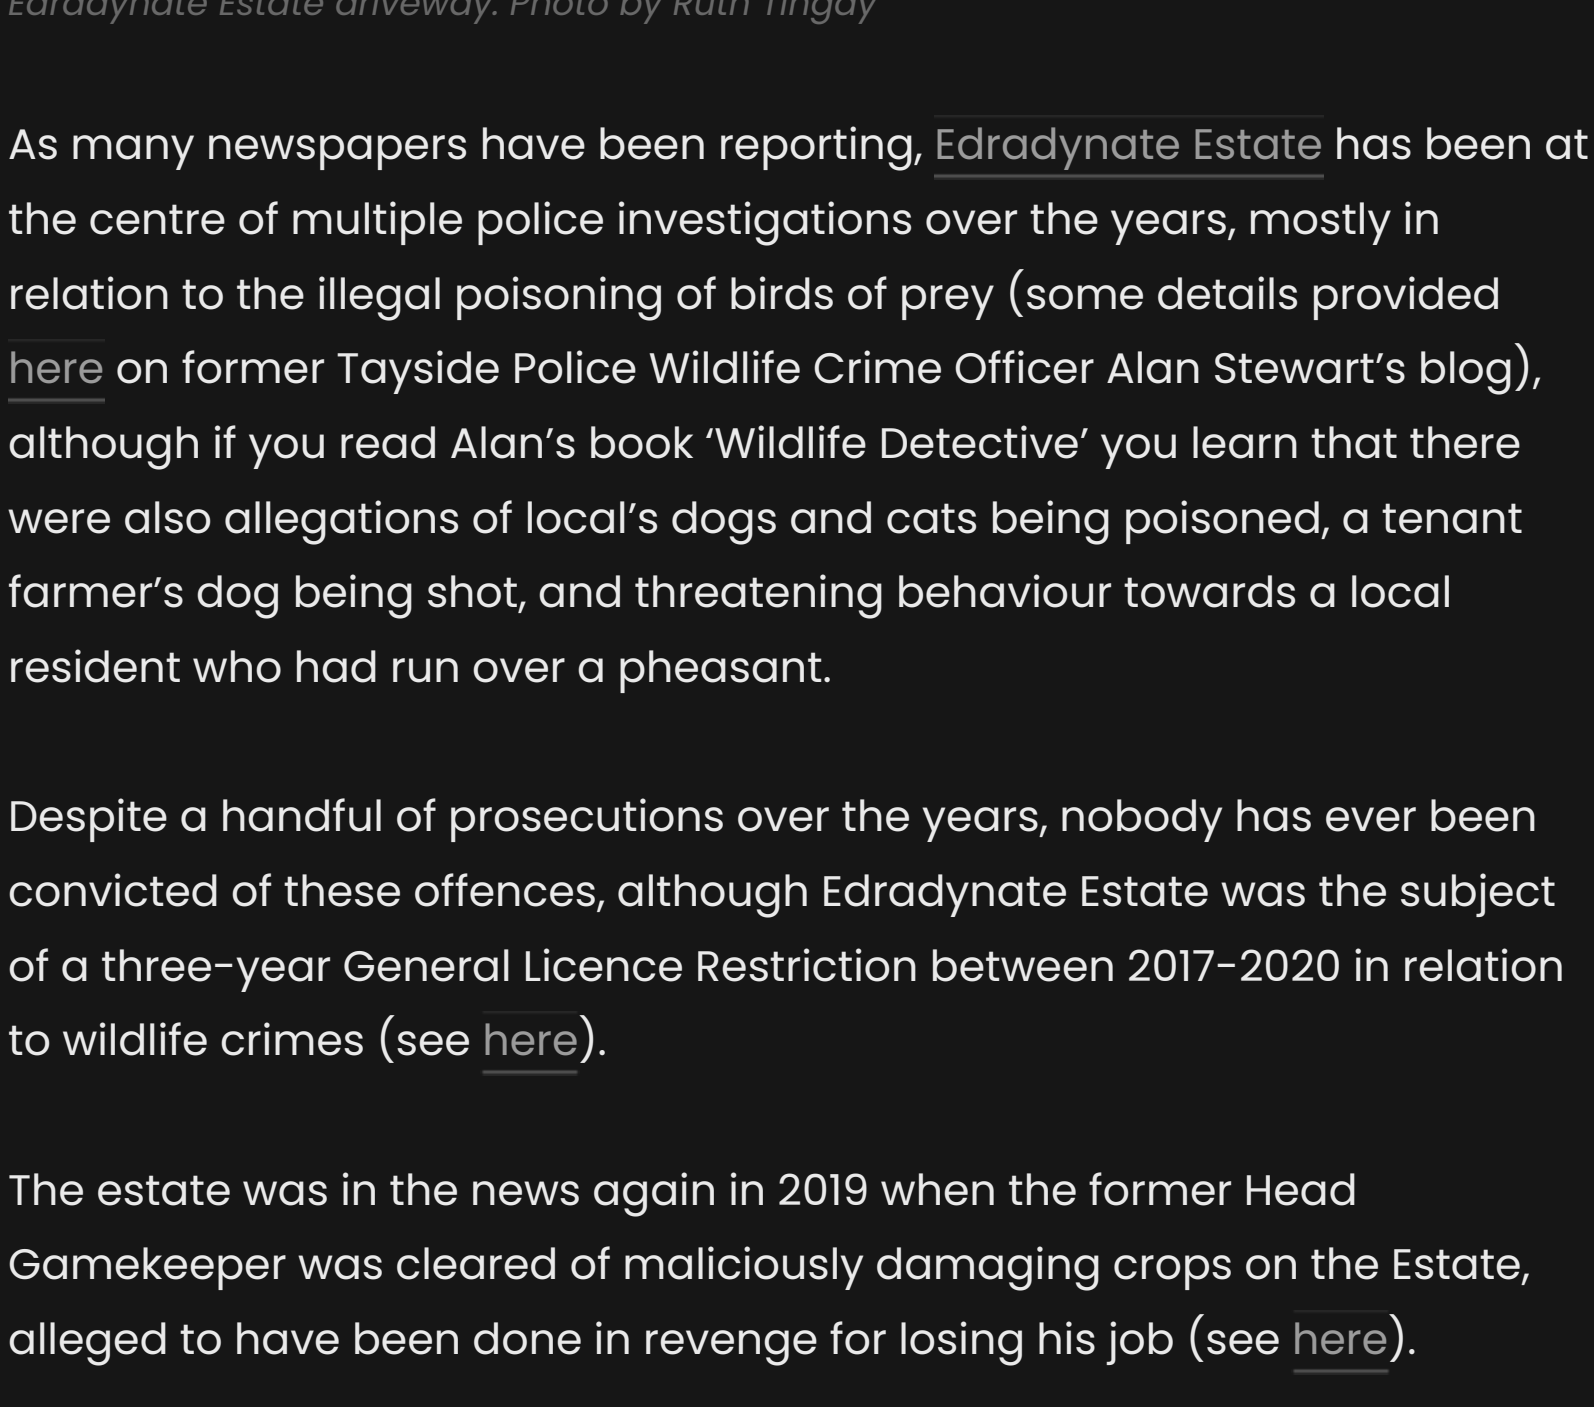 Edradynate Estate driveway. Photo by Ruth Tingay
As many newspapers have been reporting, Edradynate Estate has been at
the centre of multiple police investigations over the years, mostly in
relation to the illegal poisoning of birds of prey (some details provided
here on former Tayside Police Wildlife Crime Officer Alan Stewart’s blog),
although if you read Alan’s book ‘Wildlife Detective’ you learn that there
were also allegations of local’s dogs and cats being poisoned, a tenant
farmer’s dog being shot, and threatening behaviour towards a local
resident who had run over a pheasant.
Despite a handful of prosecutions over the years, nobody has ever been
convicted of these offences, although Edradynate Estate was the subject
of a three-year General Licence Restriction between 2017-2020 in relation
to wildlife crimes (see here).
The estate was in the news again in 2019 when the former Head
Gamekeeper was cleared of maliciously damaging crops on the Estate,
alleged to have been done in revenge for losing his job (see here).